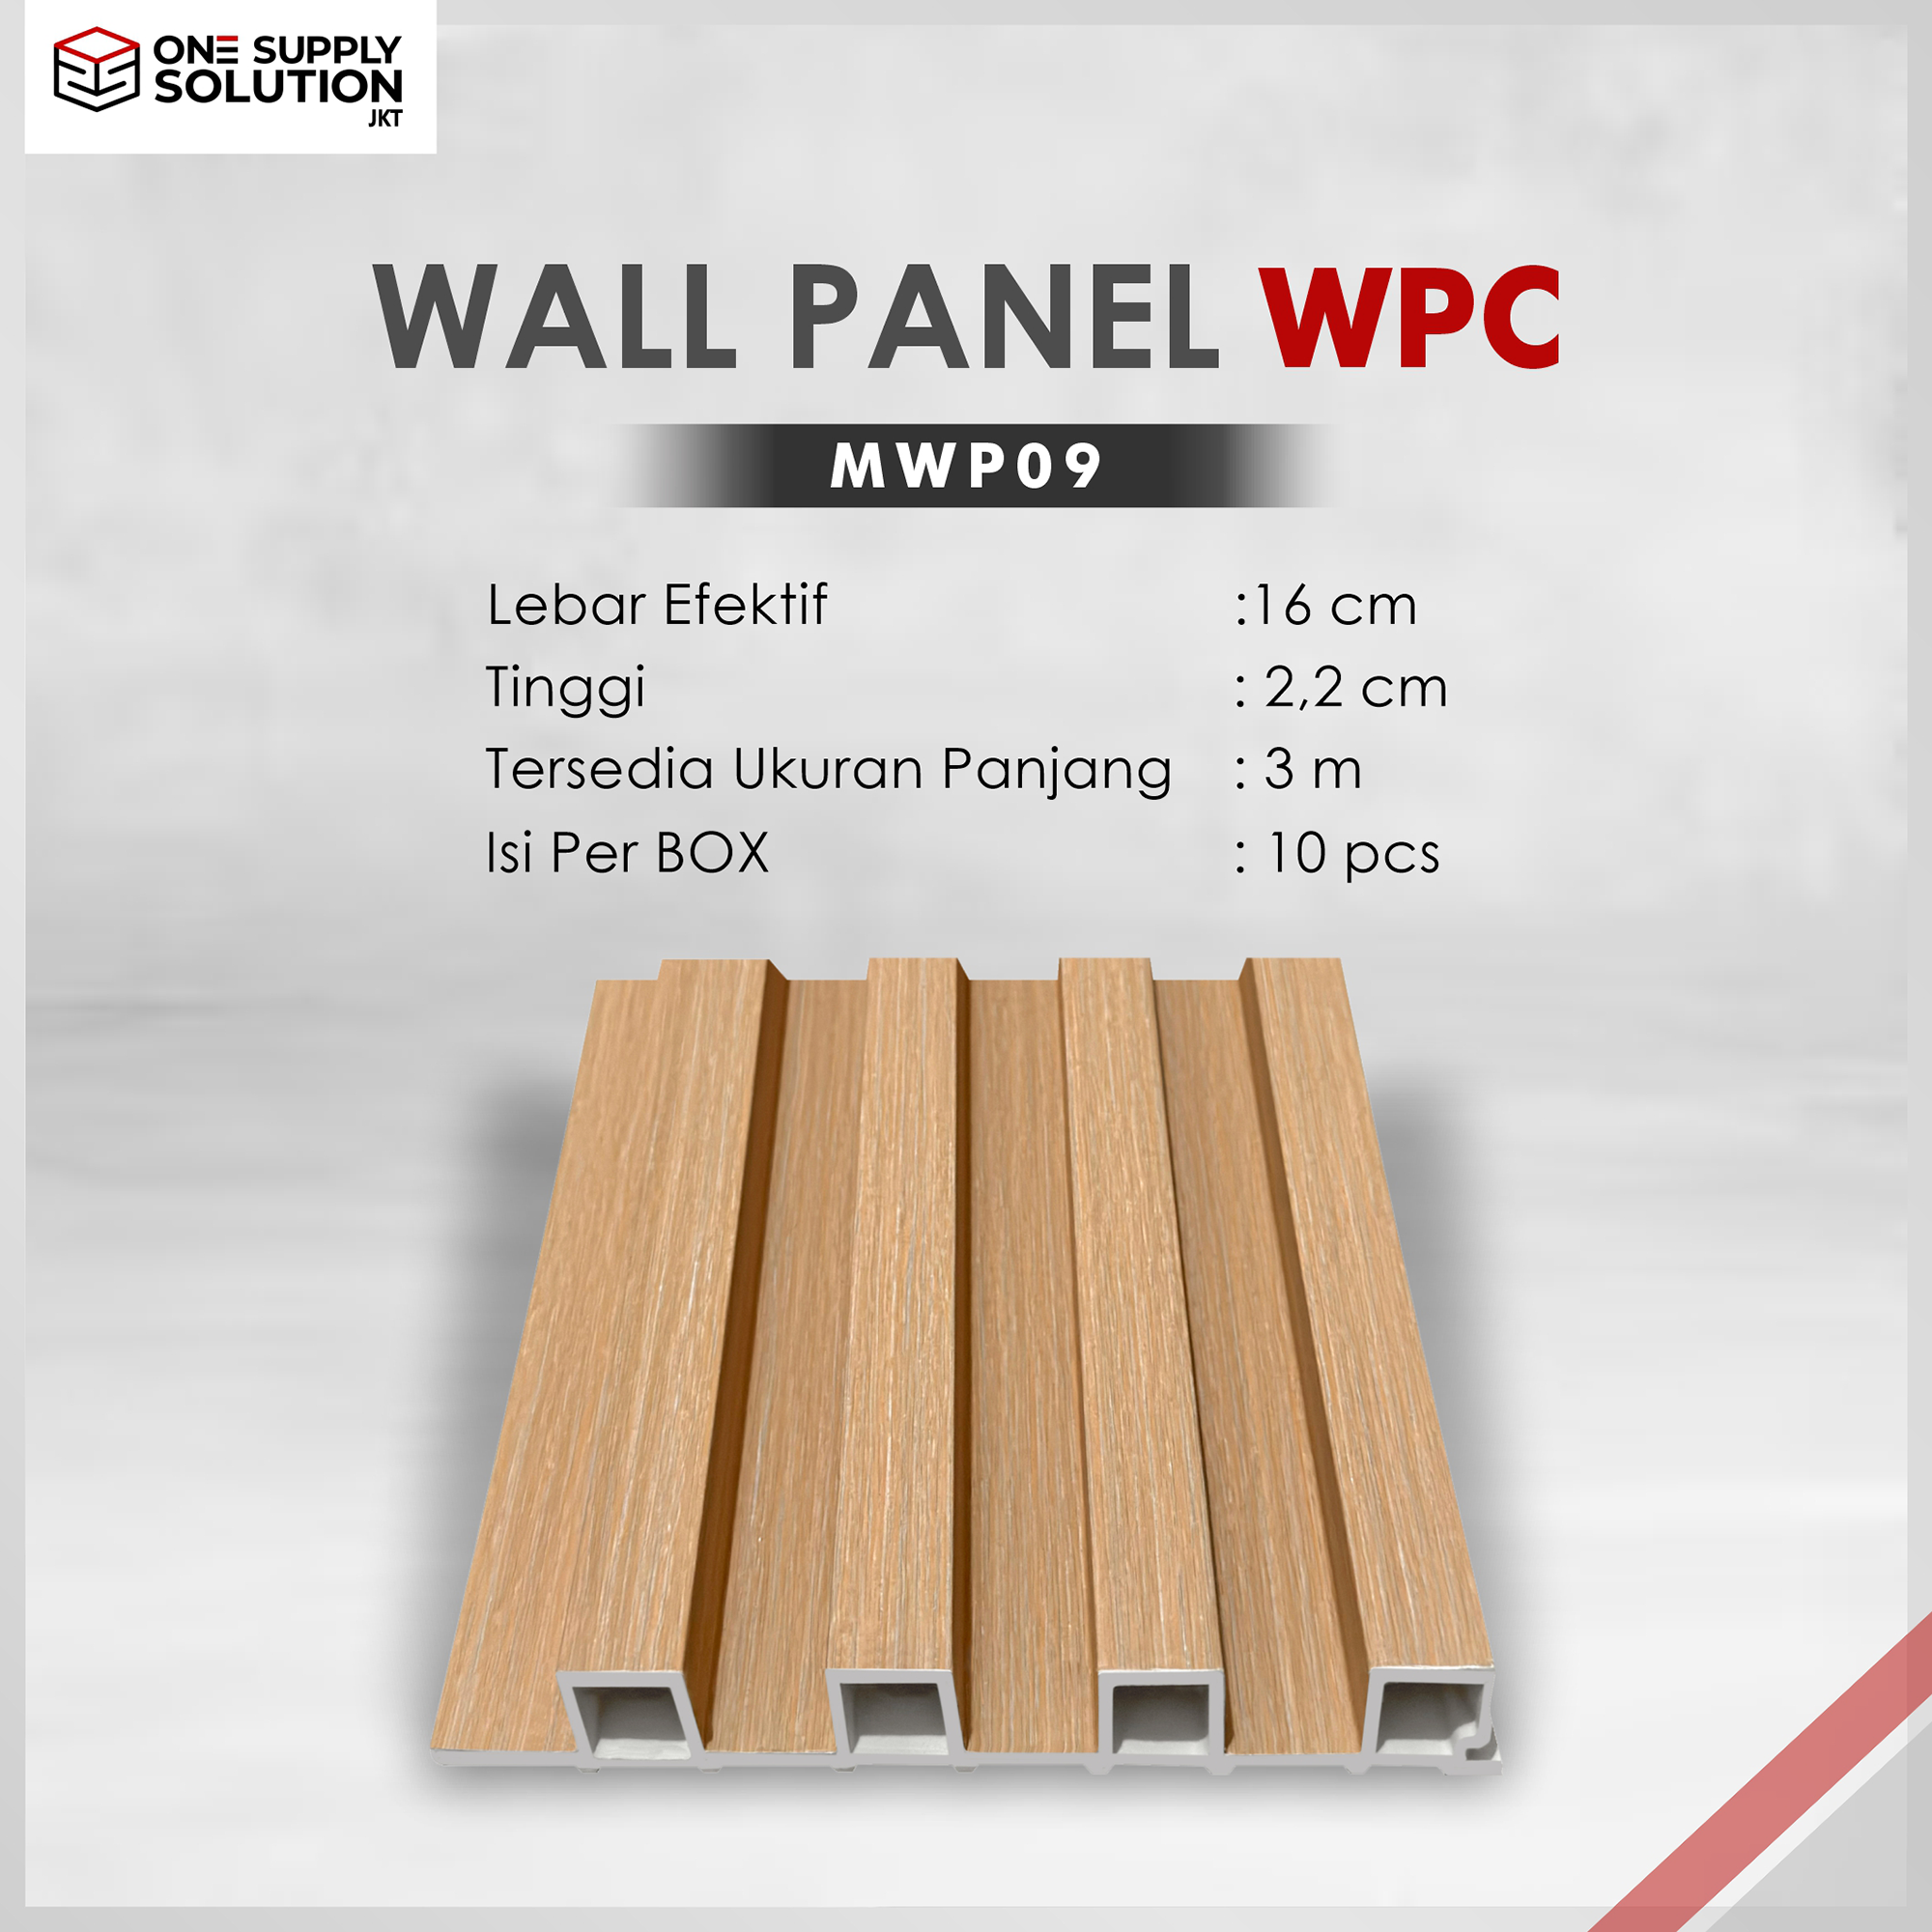 ONE SUPPLY
SOLUTION
JKT
WALL PANEL WPC
MWP09
Lebar Efektif :16 cm
Tinggi : 2,2 cm
Tersedia Ukuran Panjang : 3 m
Isi Per BOX : 10 pcs